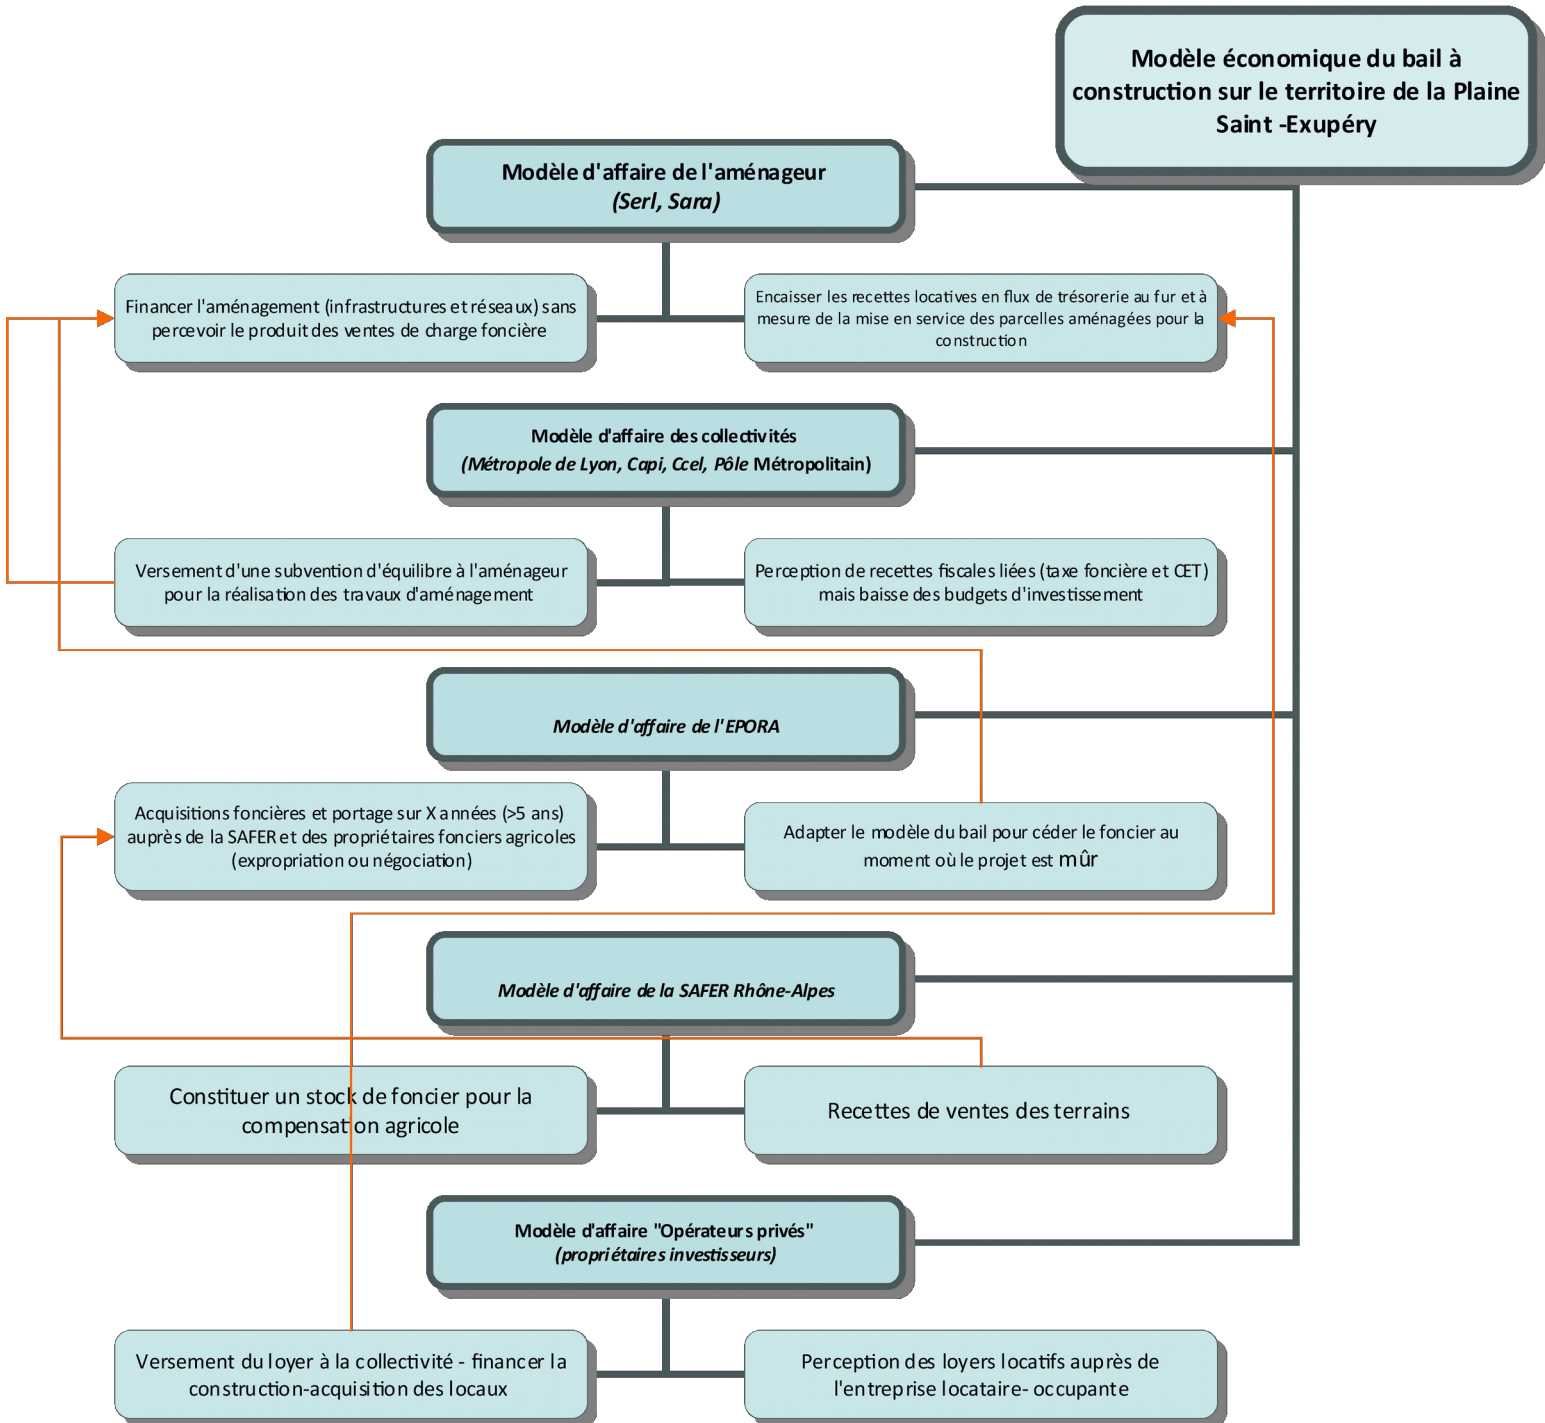 Modèle économique du bail à
construction sur le territoire de la Plaine
Saint -Exupéry
Modèle d'affaire de l'aménageur
(Serl, Sara)
Financer l'aménagement (infrastructures et réseaux) sans
percevoir le produit des ventes de charge foncière
Encaisser les recettes locatives en flux de trésorerie au fur et à
mesure de la mise en service des parcelles aménagées pour la
construction
Modèle d'affaire des collectivités
(Métropole de Lyon, Capi, Ccel, Pôle Métropolitain)
Versement d'une subvention d'équilibre à l'aménageur
pour la réalisation des travaux d'aménagement
Perception de recettes fiscales liées (taxe foncière et CET)
mais baisse des budgets d'investissement
Modèle d'affaire de l'EPORA
Acquisitions foncières et portage sur X années (>5 ans)
auprès de la SAFER et des propriétaires fonciers agricoles
(expropriation ou négociation)
Adapter le modèle du bail pour céder le foncier au
moment où le projet est mûr
Modèle d'affaire de la SAFER Rhône-Alpes
Constituer un stock de foncier pour la
compensation agricole
Recettes de ventes des terrains
Modèle d'affaire "Opérateurs privés"
(propriétaires investisseurs)
Versement du loyer à la collectivité - financer la
construction-acquisition des locaux
Perception des loyers locatifs auprès de
l'entreprise locataire- occupante